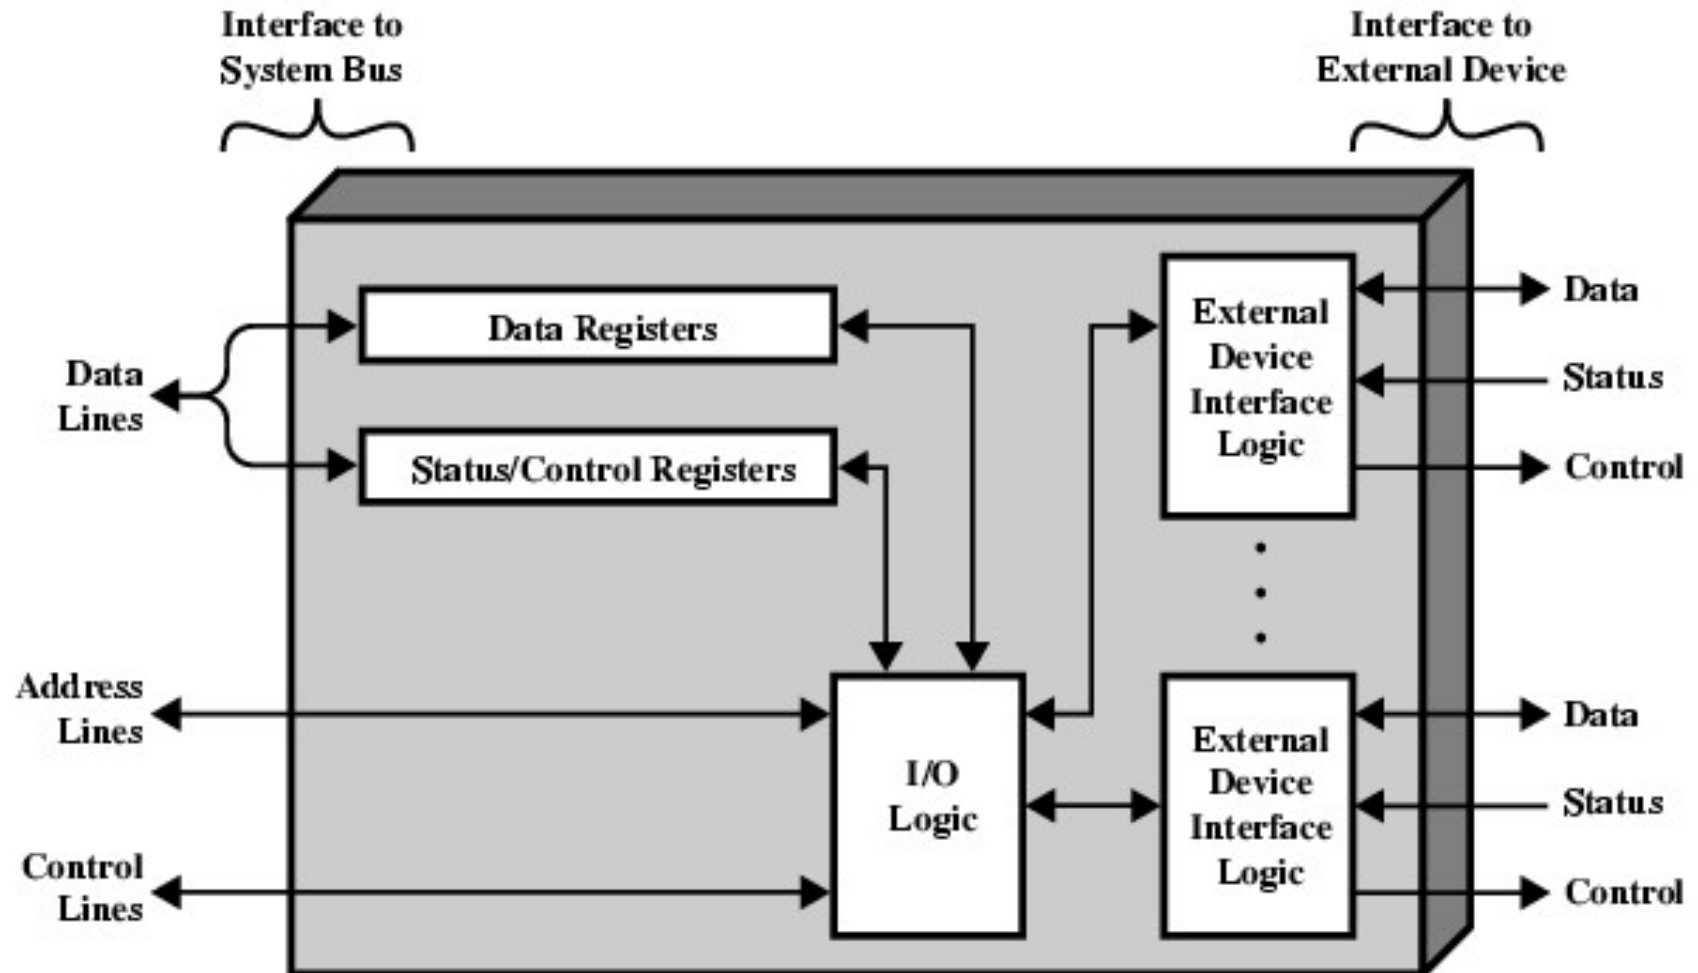 Interface to
System Bus
Interface to
External Device
Data Registers
Status/Control Registers
Data
Lines
Address
Lines
Control
Lines
I/O
Logic
External
Device
Interface
Logic
Data
Status
Control
External
Device
Interface
Logic
Data
Status
Control